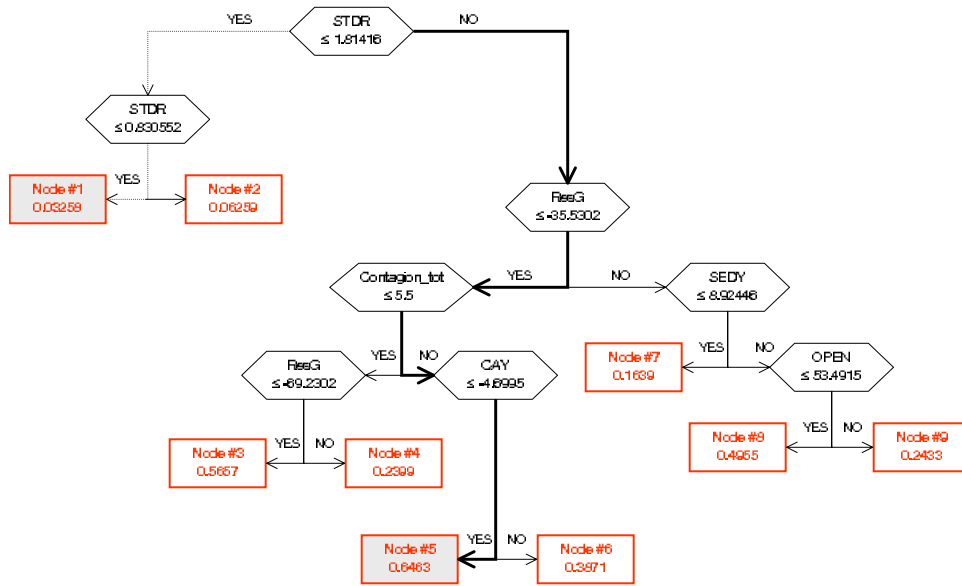 YES
STDR
≤ 1.81416
NO
STDR
≤ 0.830552
YES
Node #1
0.03259
Node #2
0.06259
RissG
≤ -35.5302
YES
NO
Contagion_tot
≤ 5.5
SEDY
≤ 8.92446
YES
NO
YES
NO
RissG
≤ -69.2302
CAY
≤ -4.6995
Node #7
0.1639
OPEN
≤ 53.4915
YES
NO
YES
NO
Node #3
0.5657
Node #4
0.2399
Node #8
0.4955
Node #9
0.2433
YES
NO
Node #5
0.6463
Node #6
0.3971